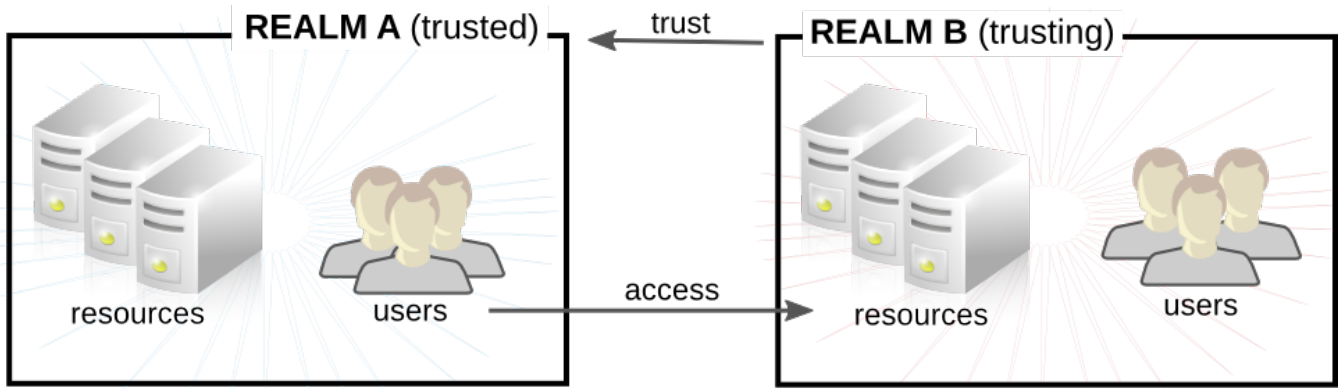 REALM A (trusted)
trust
REALM B (trusting)
resources
users
access
resources
users